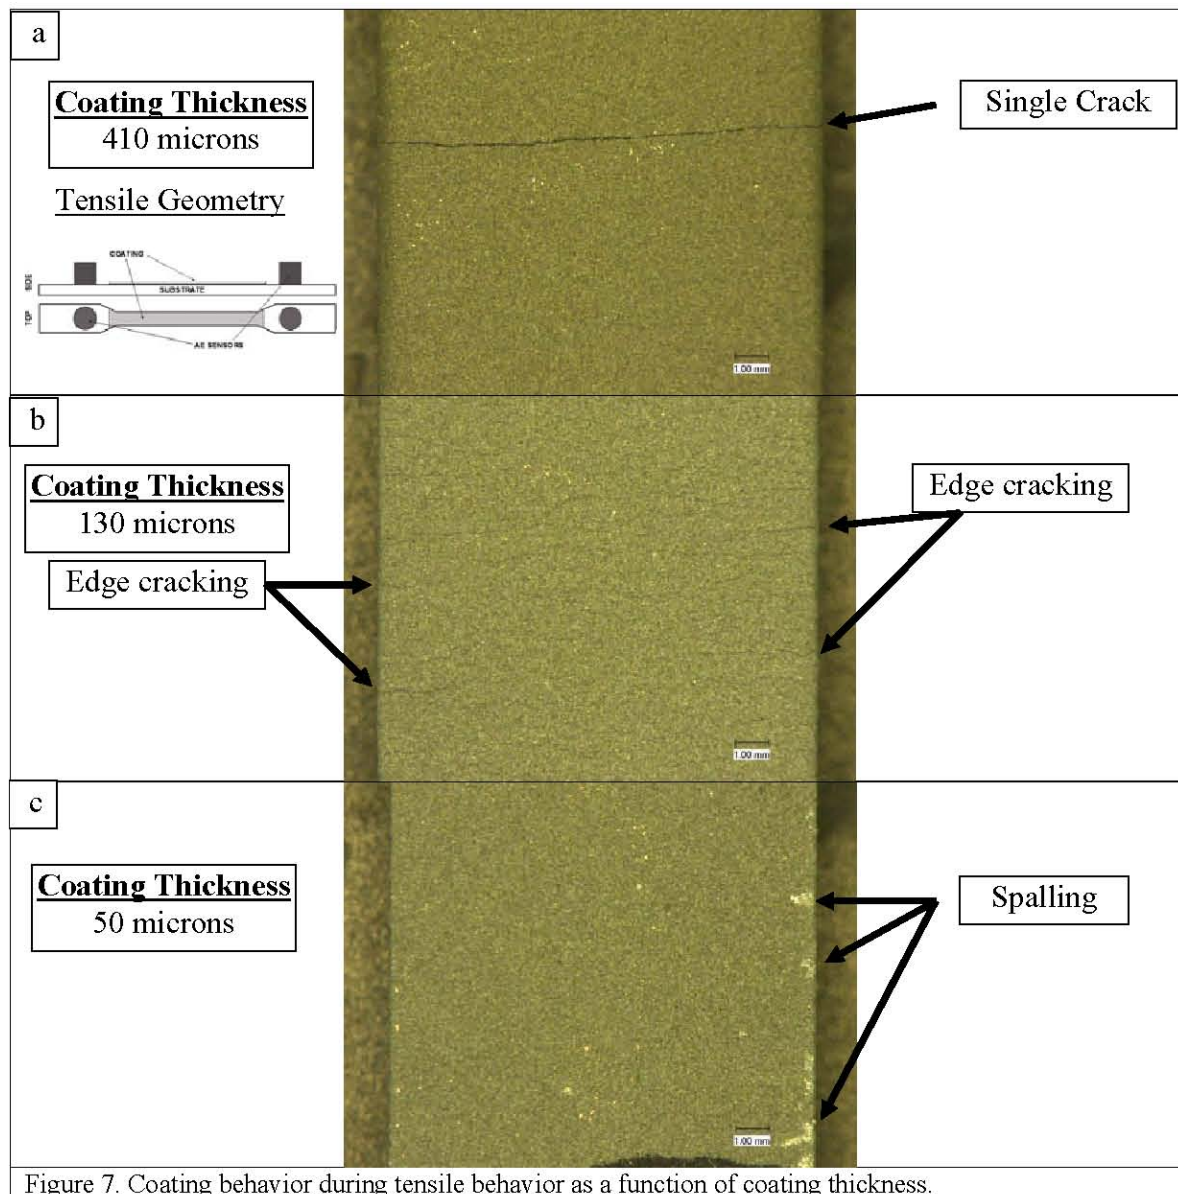 a
Coating Thickness
410 microns
Tensile Geometry
COATING
SIDE
SUBSTRATE
TOP
AE SENSORS
Single Crack
1.00 mm
b
Coating Thickness
130 microns
Edge cracking
Edge cracking
1.00 mm
c
Coating Thickness
50 microns
Spalling
1.00 mm
Figure 7. Coating behavior during tensile behavior as a function of coating thickness.